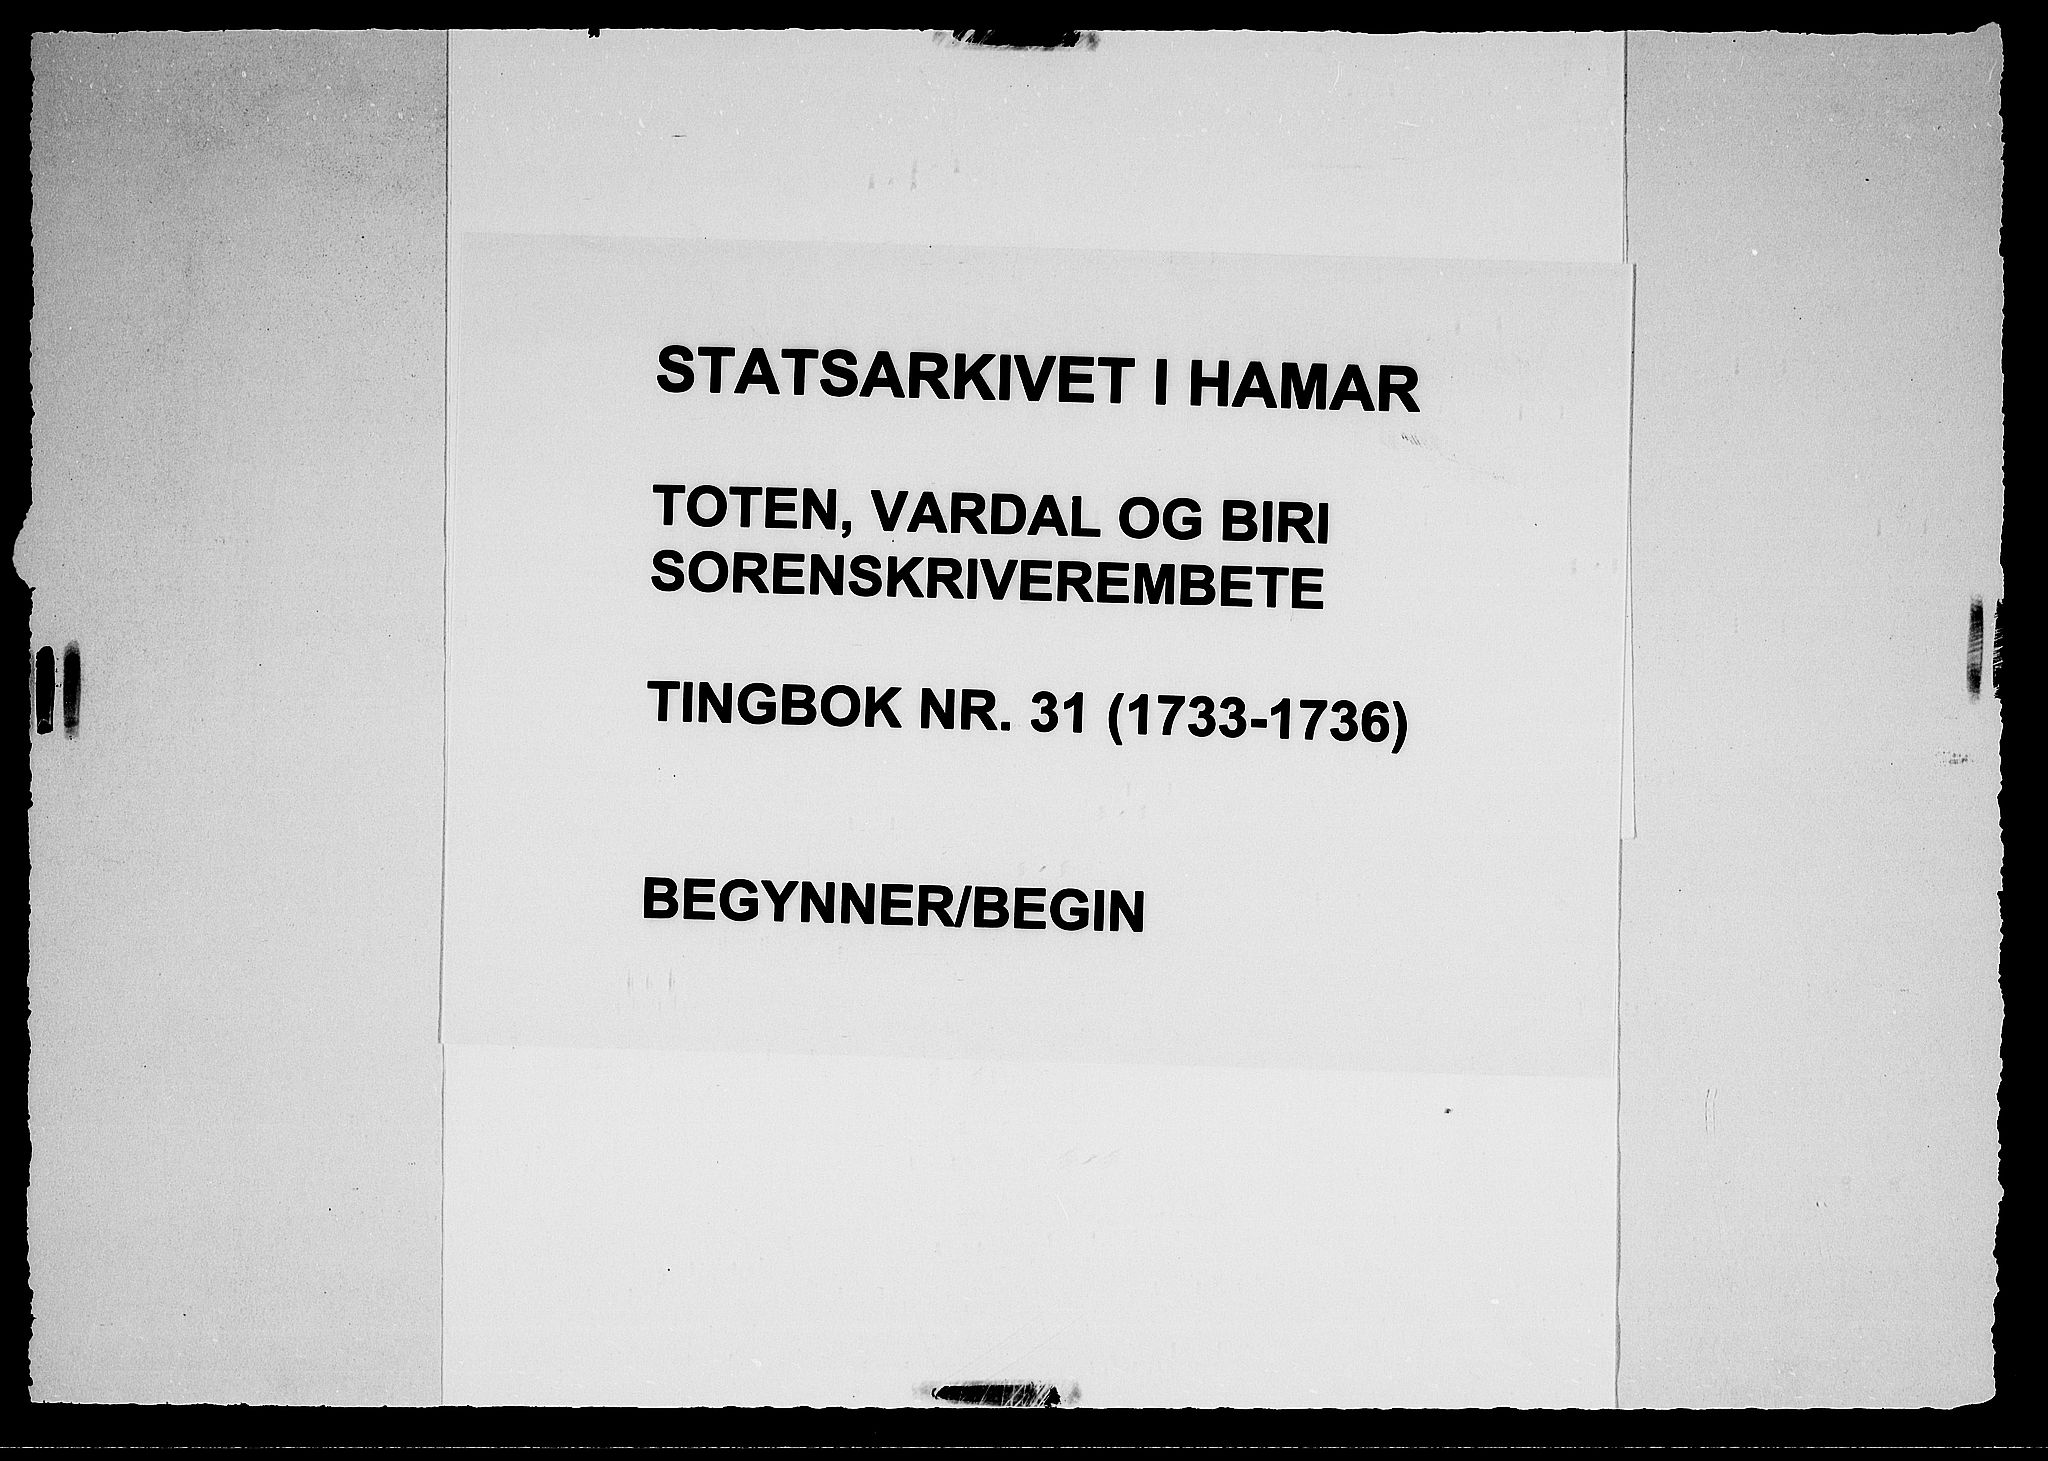 STATSARKIVET I HAMAR
TOTEN, VARDAL OG BIRI
SORENSKRIVEREMBETE
TINGBOK NR. 31 (1733-1736)
BEGYNNER/BEGIN